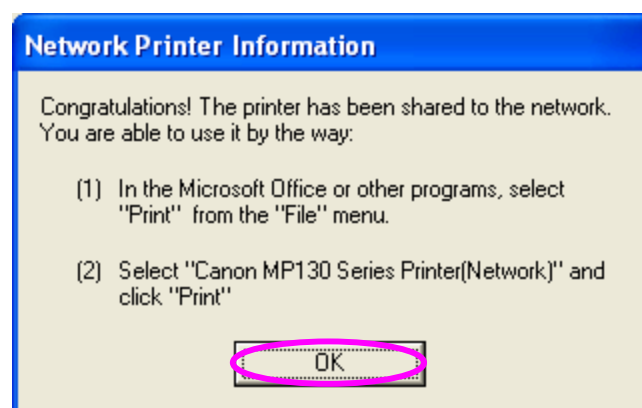 Network Printer Information
Congratulations! The printer has been shared to the network.
You are able to use it by the way:
(1) In the Microsoft Office or other programs, select
"Print" from the "File" menu.
(2) Select "Canon MP130 Series Printer(Network)" and
click "Print"
OK